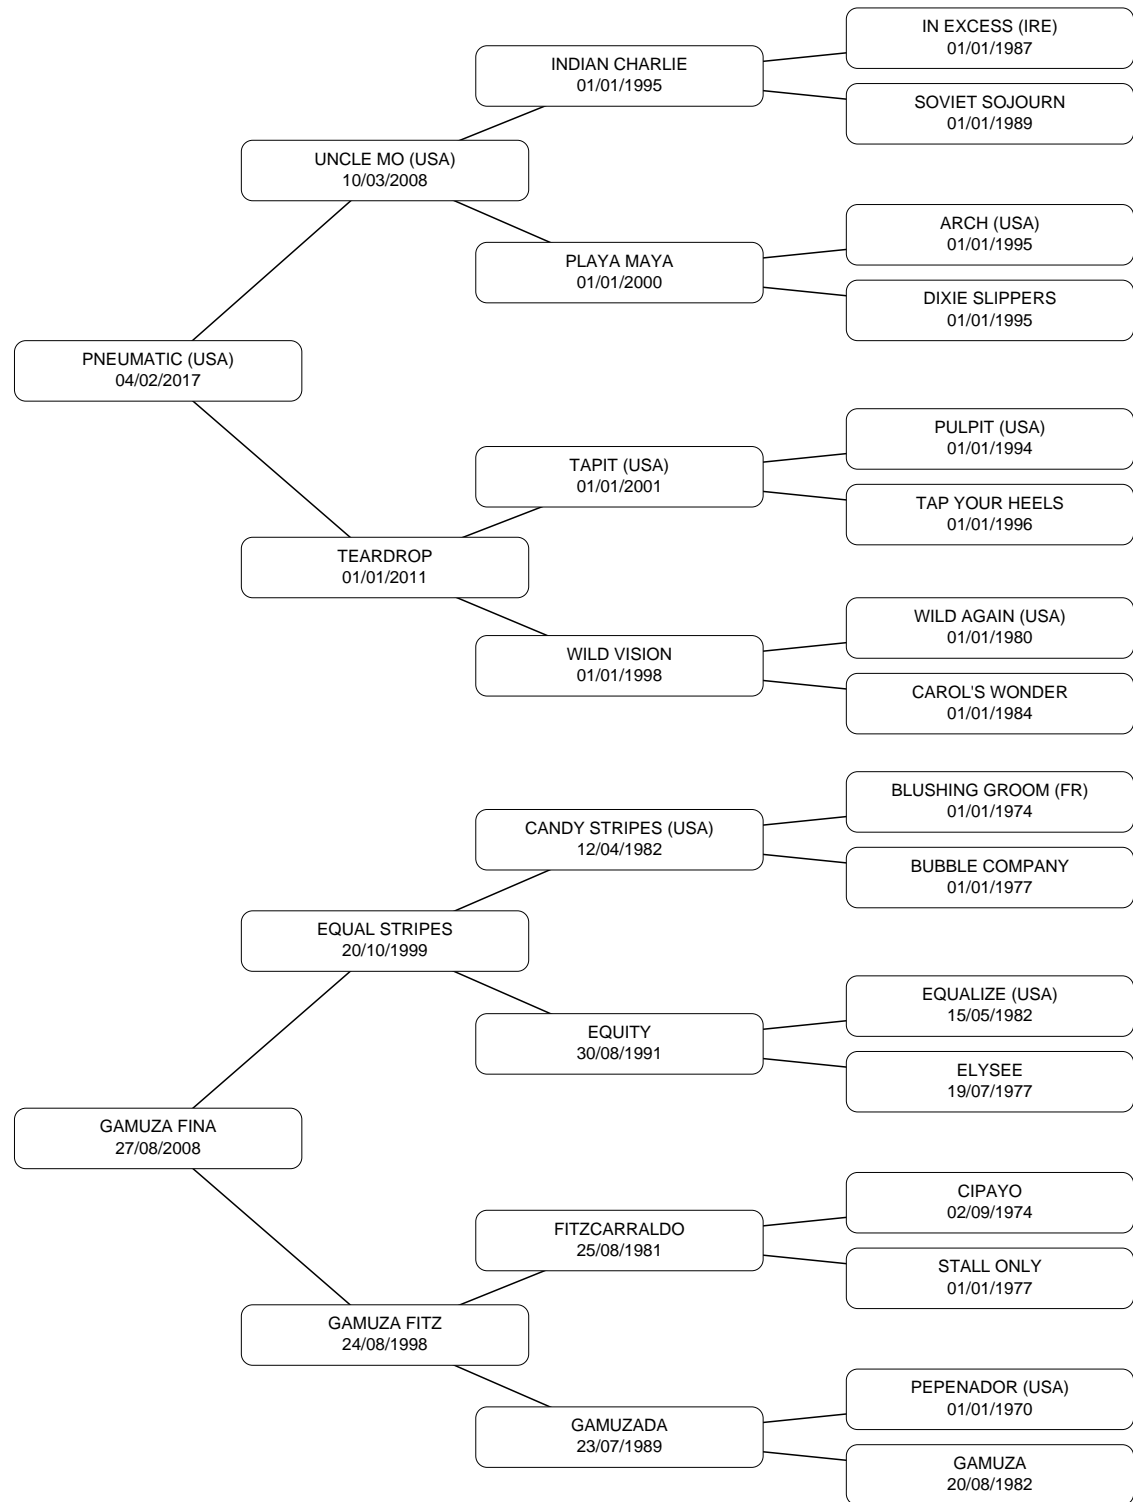 IN EXCESS (IRE)
01/01/1987
INDIAN CHARLIE
01/01/1995
SOVIET SOJOURN
01/01/1989
UNCLE MO (USA)
10/03/2008
ARCH (USA)
01/01/1995
PLAYA MAYA
01/01/2000
DIXIE SLIPPERS
01/01/1995
PNEUMATIC (USA)
04/02/2017
PULPIT (USA)
01/01/1994
TAPIT (USA)
01/01/2001
TAP YOUR HEELS
01/01/1996
TEARDROP
01/01/2011
WILD AGAIN (USA)
01/01/1980
WILD VISION
01/01/1998
CAROL'S WONDER
01/01/1984
BLUSHING GROOM (FR)
01/01/1974
CANDY STRIPES (USA)
12/04/1982
BUBBLE COMPANY
01/01/1977
EQUAL STRIPES
20/10/1999
EQUALIZE (USA)
15/05/1982
EQUITY
30/08/1991
ELYSEE
19/07/1977
GAMUZA FINA
27/08/2008
CIPAYO
02/09/1974
FITZCARRALDO
25/08/1981
STALL ONLY
01/01/1977
GAMUZA FITZ
24/08/1998
PEPENADOR (USA)
01/01/1970
GAMUZADA
23/07/1989
GAMUZA
20/08/1982